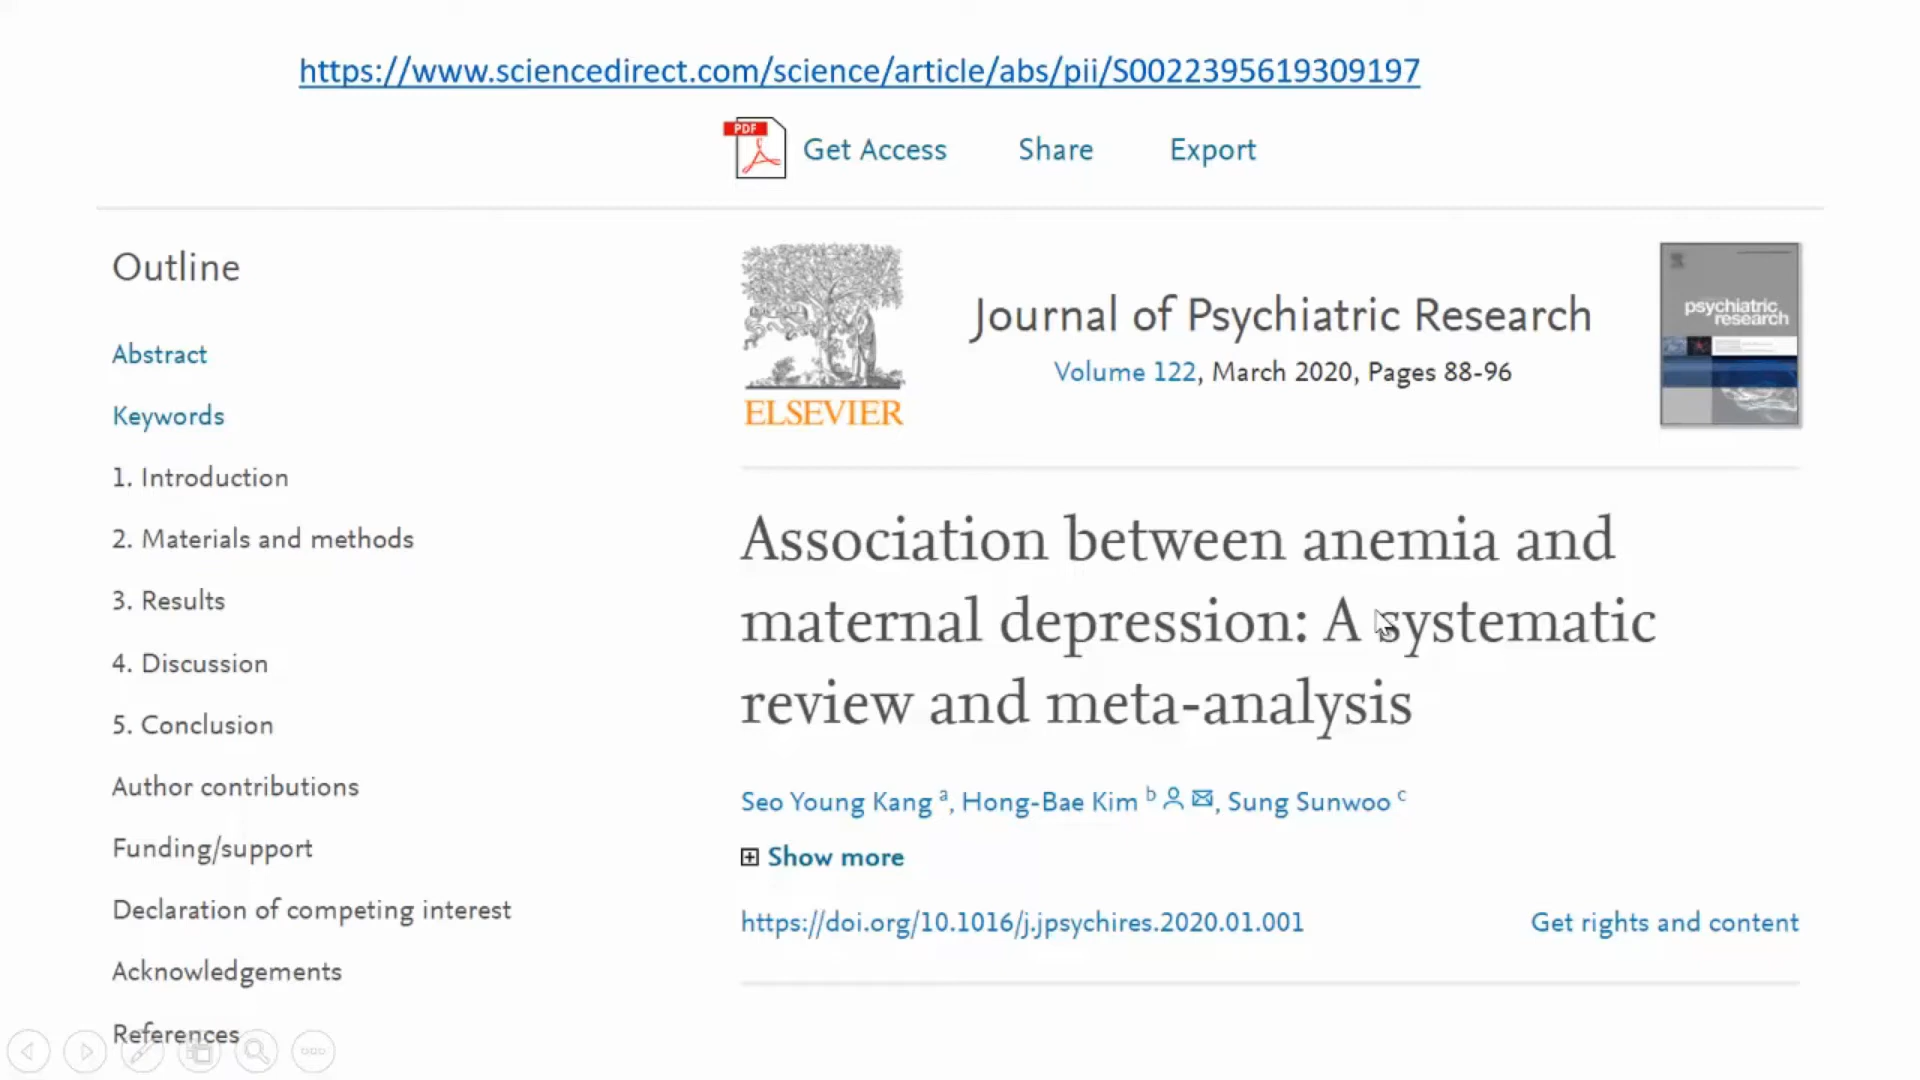 https://www.sciencedirect.com/science/article/abs/pii/S0022395619309197
PDF
Get Access Share Export
Outline
Abstract
Keywords
1. Introduction
2. Materials and methods
3. Results
4. Discussion
5. Conclusion
Author contributions
Funding/support
Declaration of competing interest
Acknowledgements
References
ELSEVIER
Journal of Psychiatric Research
Volume 122, March 2020, Pages 88-96
psychiatric
research
Association between anemia and
maternal depression: A systematic
review and meta-analysis
Seo Young Kang a, Hong-Bae Kim b, Sung Sunwoo c
Show more
https://doi.org/10.1016/j.jpsychires.2020.01.001
Get rights and content